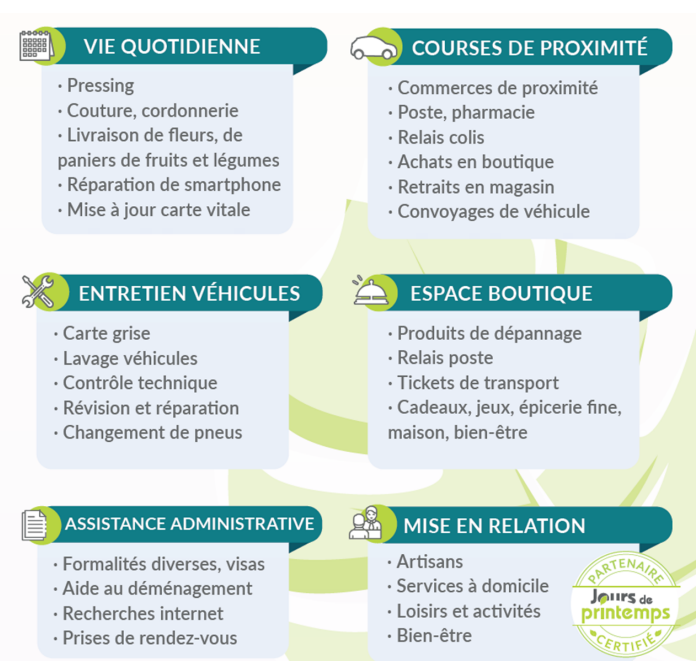 VIE QUOTIDIENNE
· Pressing
· Couture, cordonnerie
· Livraison de fleurs, de
paniers de fruits et légumes
· Réparation de smartphone
· Mise à jour carte vitale
COURSES DE PROXIMITÉ
· Commerces de proximité
· Poste, pharmacie
· Relais colis
· Achats en boutique
· Retraits en magasin
· Convoyages de véhicule
ENTRETIEN VÉHICULES
· Carte grise
· Lavage véhicules
· Contrôle technique
· Révision et réparation
· Changement de pneus
ESPACE BOUTIQUE
· Produits de dépannage
· Relais poste
· Tickets de transport
· Cadeaux, jeux, épicerie fine,
maison, bien-être
ASSISTANCE ADMINISTRATIVE
· Formalités diverses, visas
· Aide au déménagement
· Recherches internet
· Prises de rendez-vous
MISE EN RELATION
· Artisans
· Services à domicile
· Loisirs et activités
· Bien-être
PARTENAIRE
Jours de
printemps
CERTIFIÉ